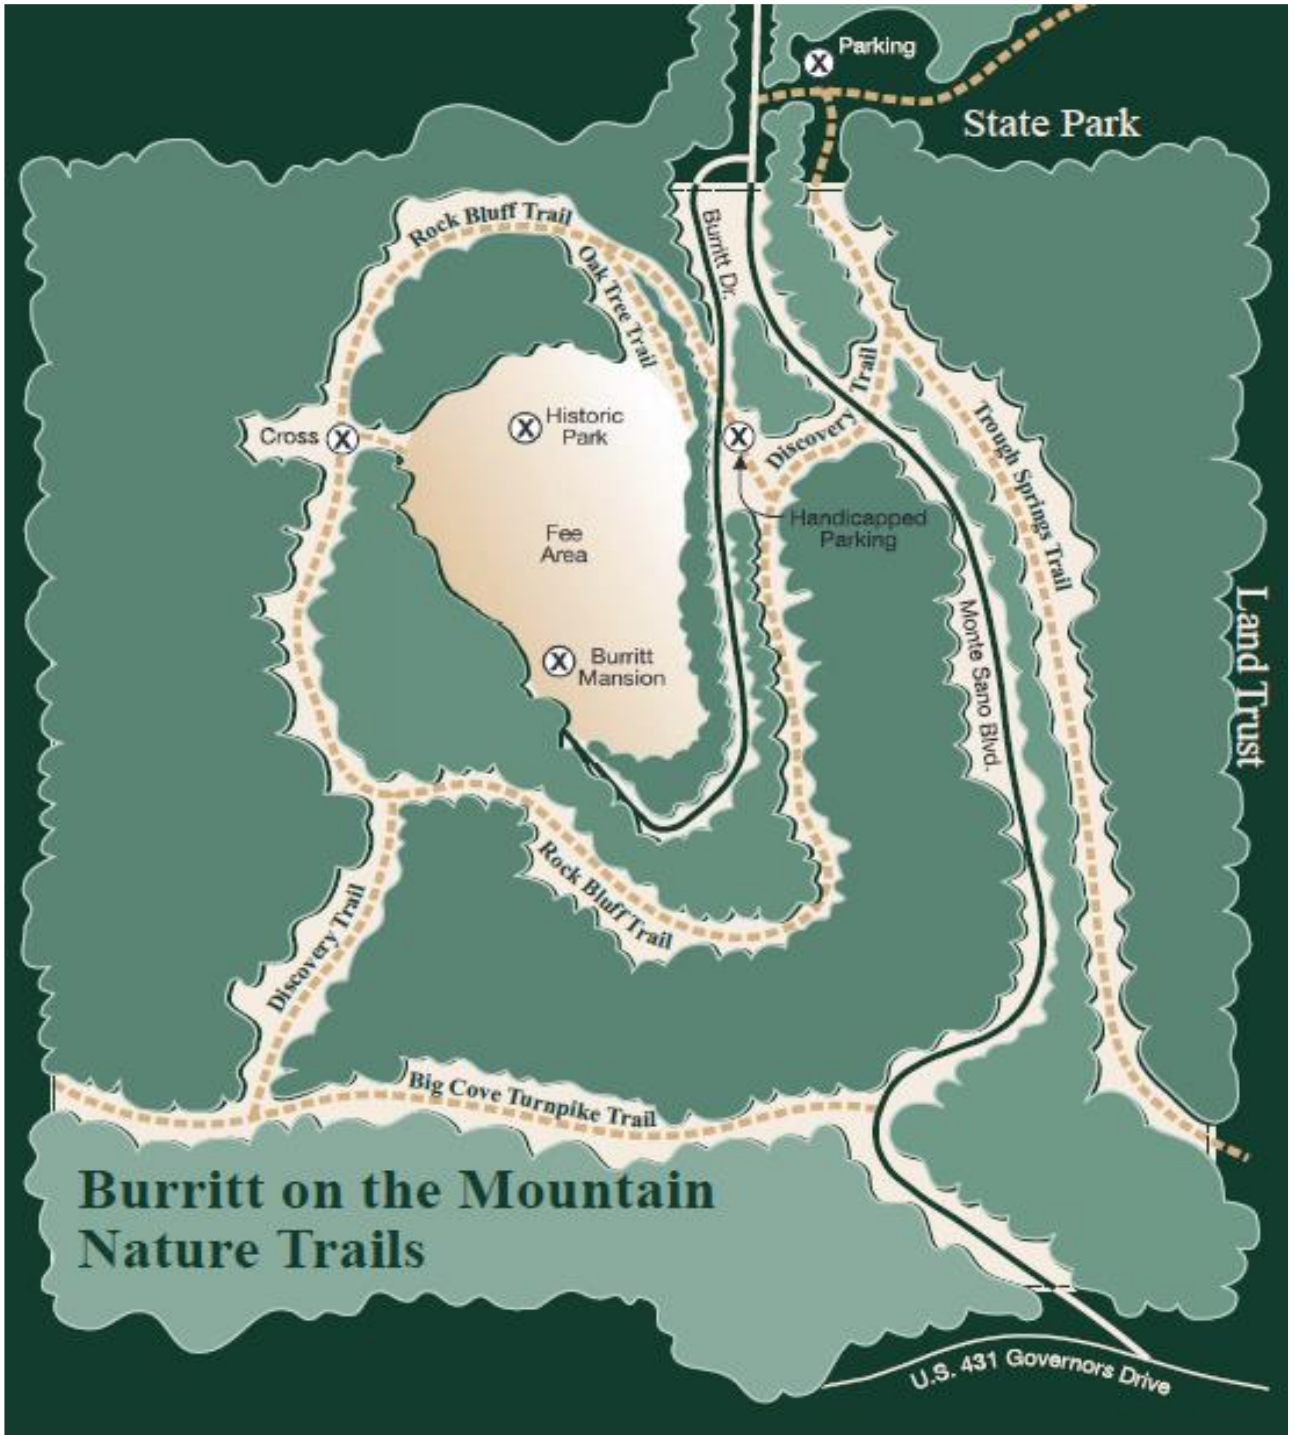 Parking
X
State Park
Rock Bluff Trail
Oak Tree Trail
Burritt Dr.
Discovery Trail
Trough Springs Trail
Historic
Park
X
Cross
X
X
Handicapped
Parking
Fee
Area
Land Trust
Monte Sano Blvd.
Burritt
Mansion
X
Rock Bluff Trail
Discovery Trail
Big Cove Turnpike Trail
Burritt on the Mountain
Nature Trails
U.S. 431 Governors Drive